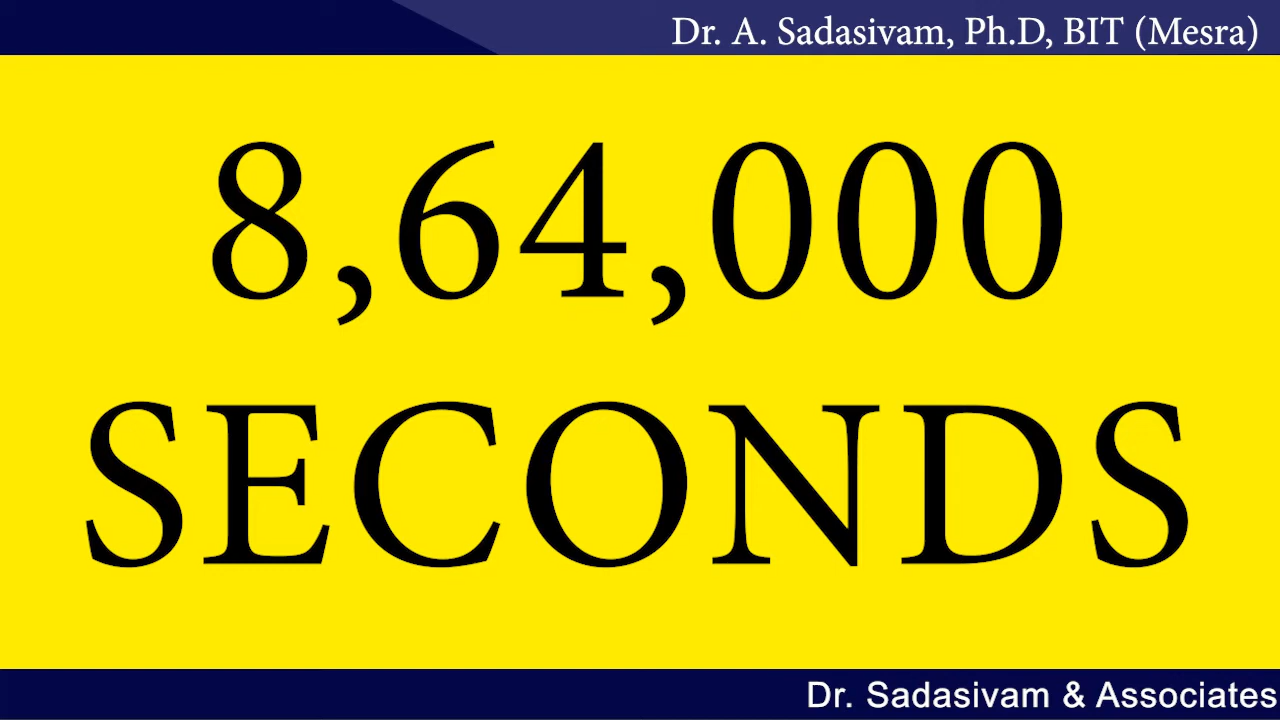 Dr. A. Sadasivam, Ph.D, BIT (Mesra)
8,64,000
SECONDS
Dr. Sadasivam & Associates